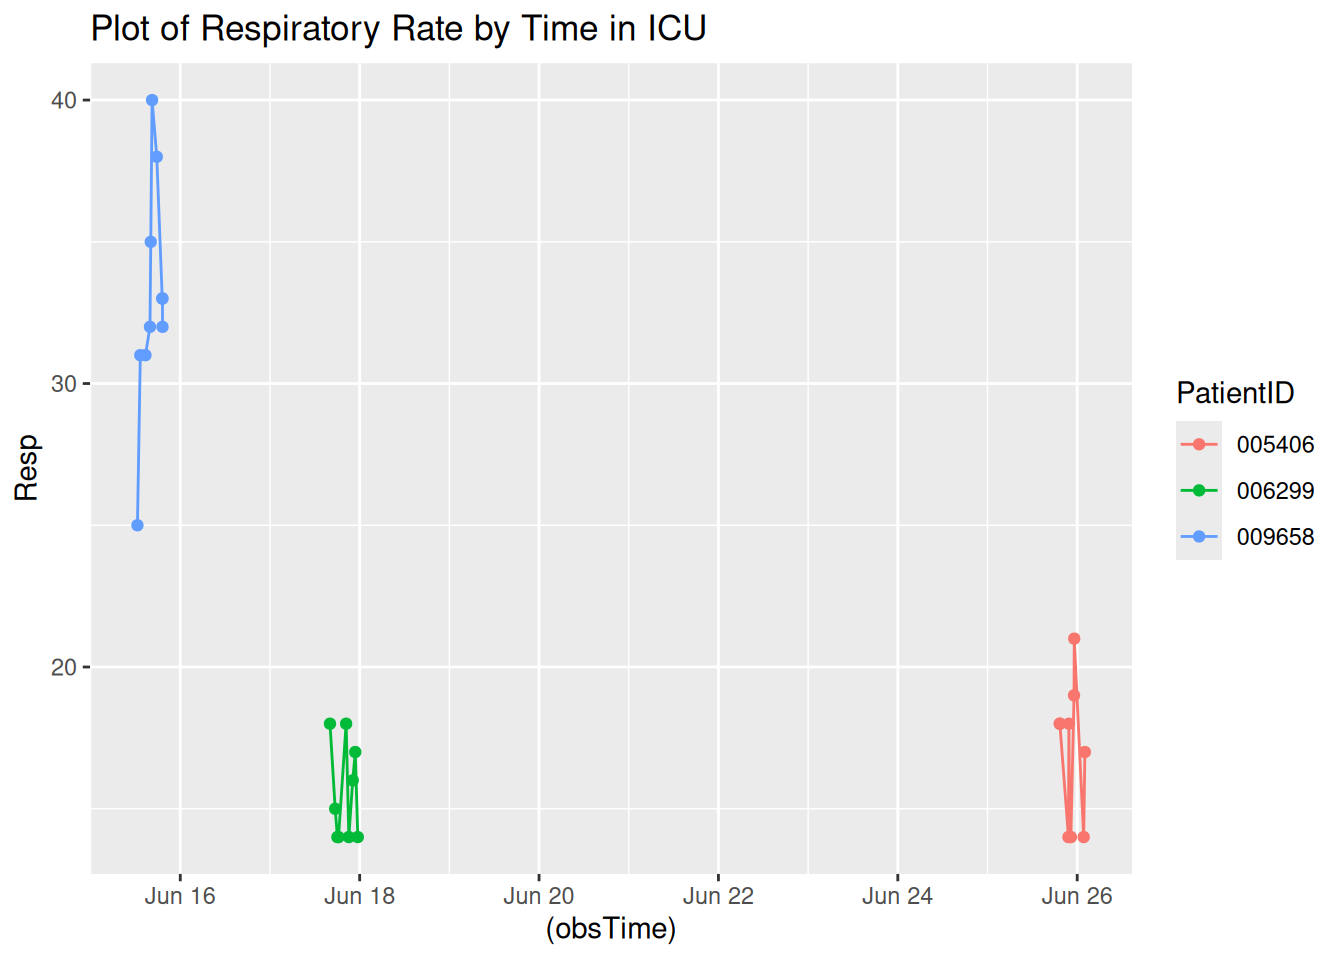 Plot of Respiratory Rate by Time in ICU
40
30
20
Resp
Jun 16 Jun 18 Jun 20 Jun 22 Jun 24 Jun 26
(obsTime)
PatientID
005406
006299
009658